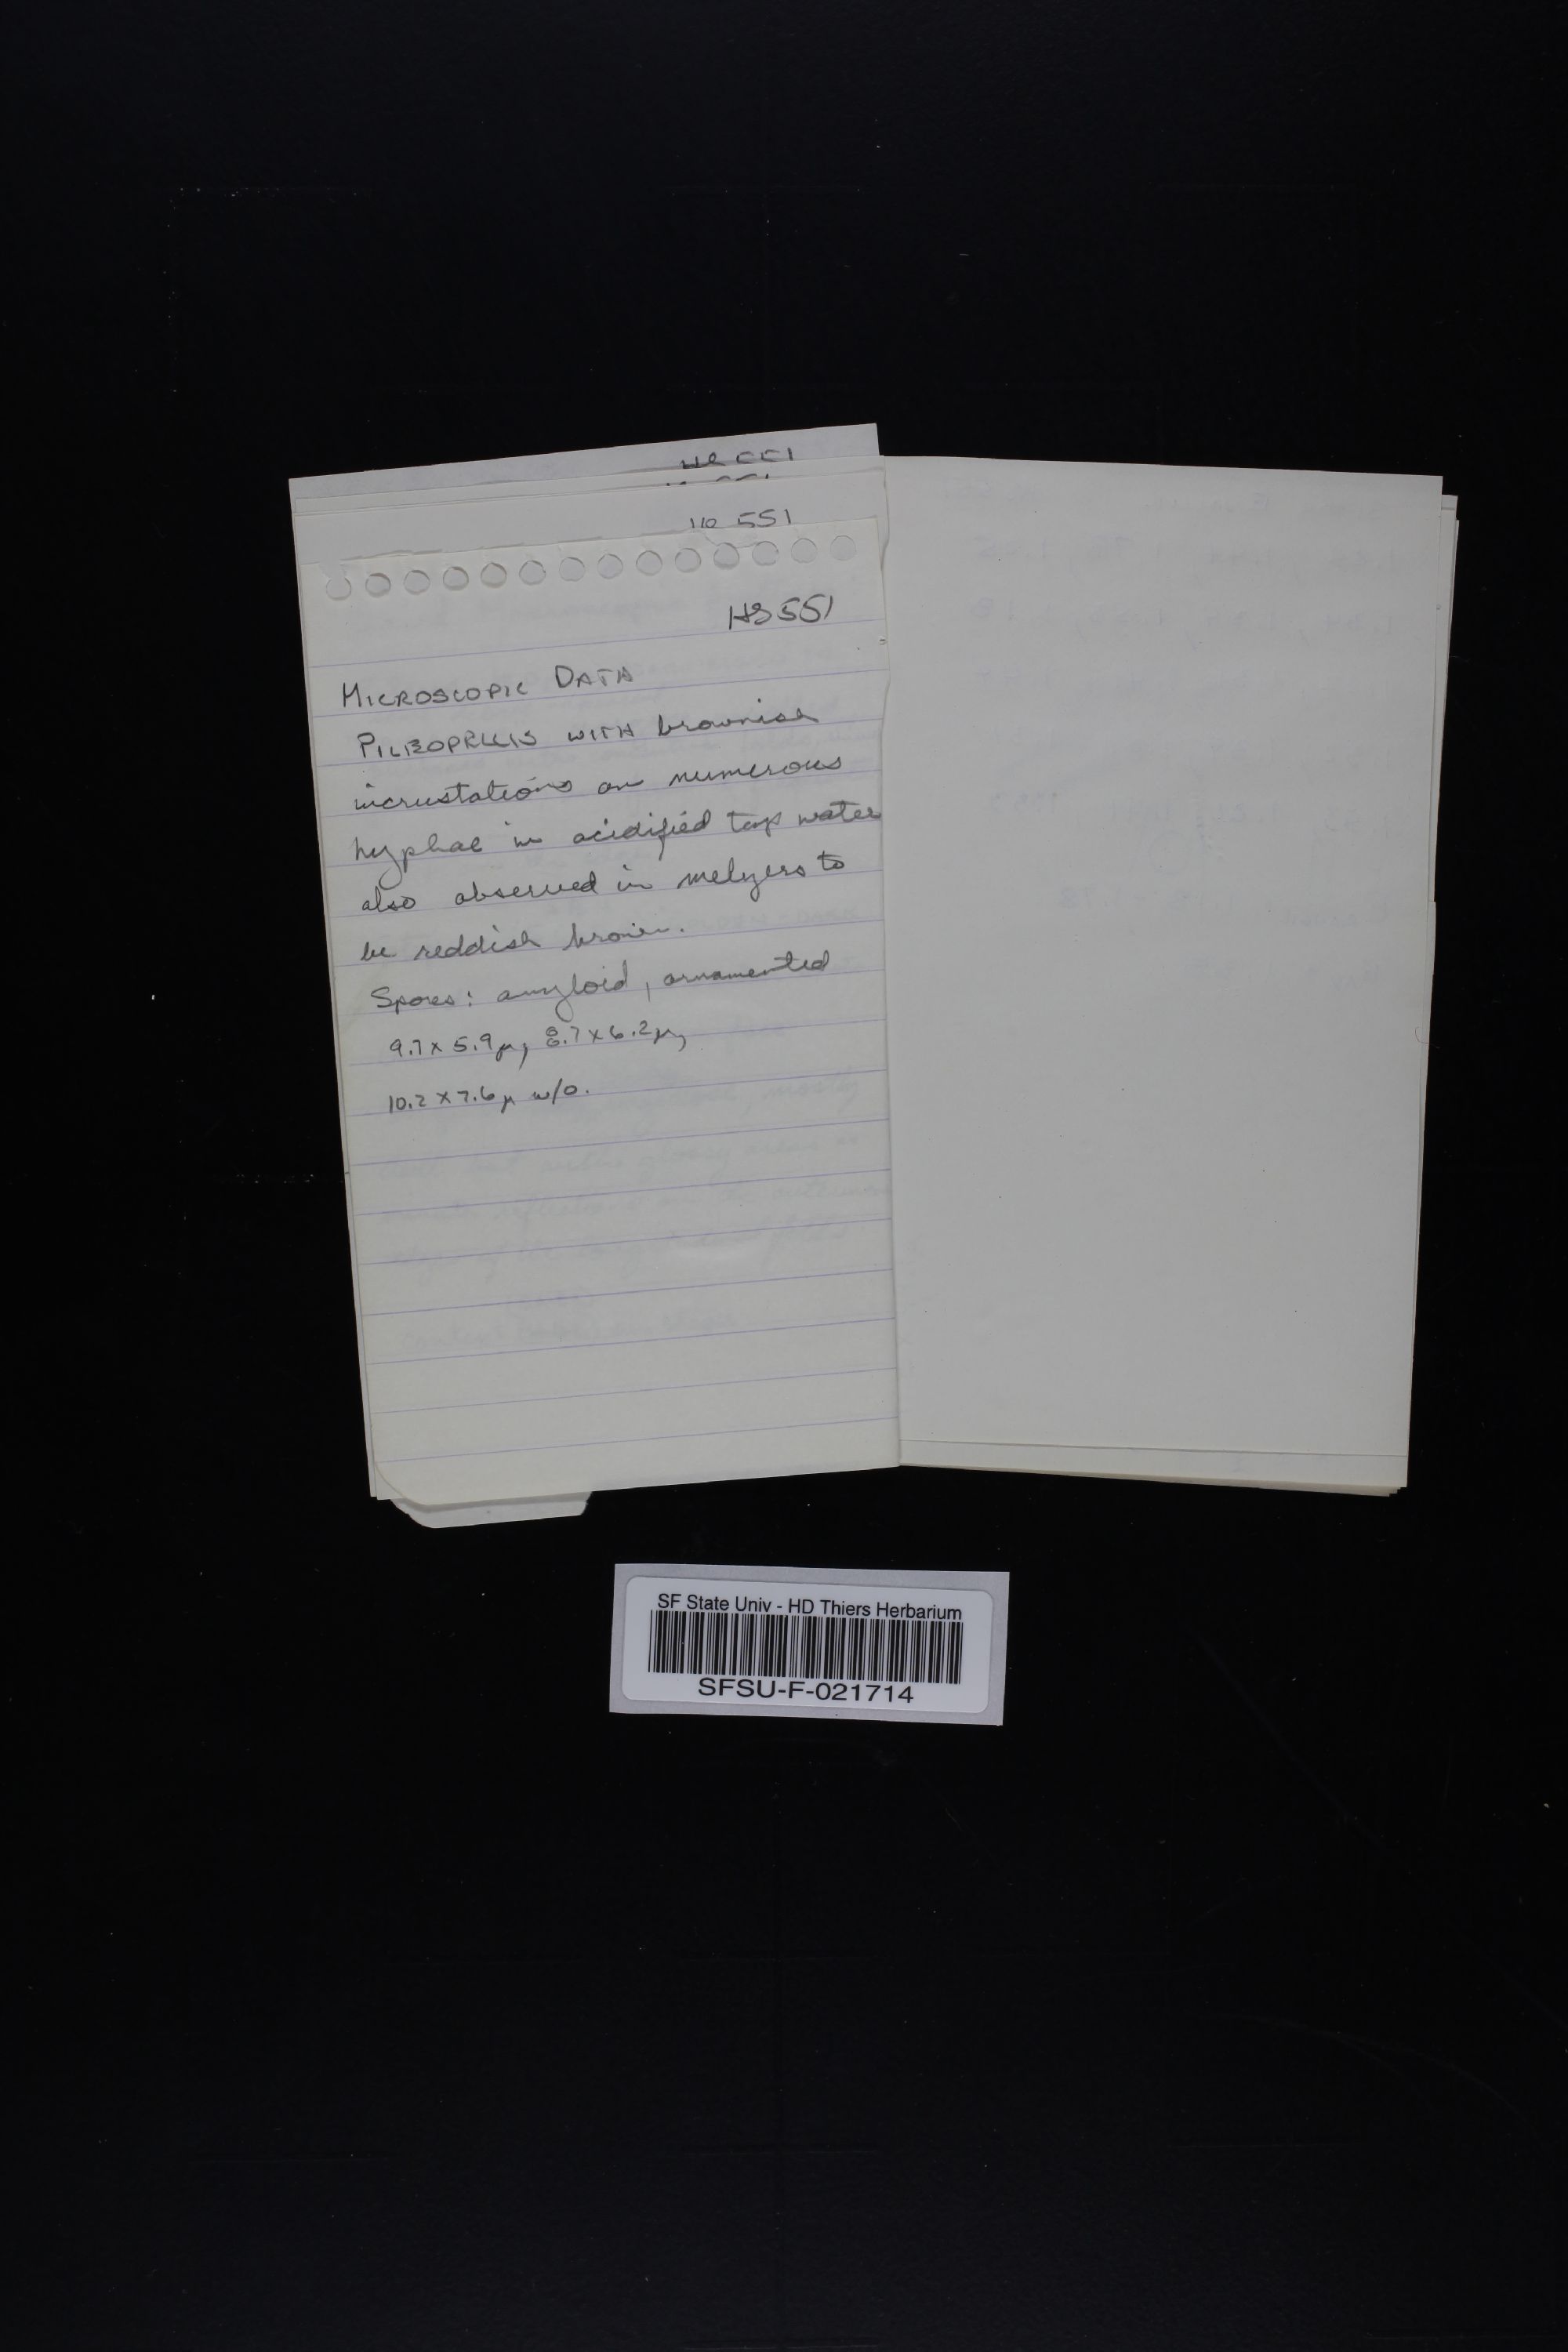 551
HS 551
MICROSCOPIC DATA
PILEOPELLIS WITH brownish
incrustations on numerous
hyphae in acidified tap water
also observed in melzers to
be reddish brown.
Spores: amyloid, ornamented
9.7 x 5.9 µ, 8.7 x 6.2 µ,
10.2 x 7.6 µ w/o.
SF State Univ - HD Thiers Herbarium
SFSU-F-021714